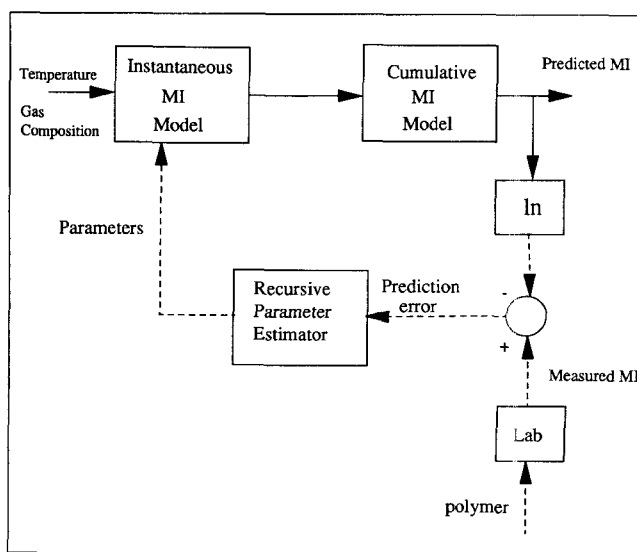 Temperature
Gas
Composition
Instantaneous
MI
Model
Cumulative
MI
Model
Predicted MI
ln
Parameters
Recursive
Parameter
Estimator
Prediction
error
-
+
Measured MI
Lab
polymer